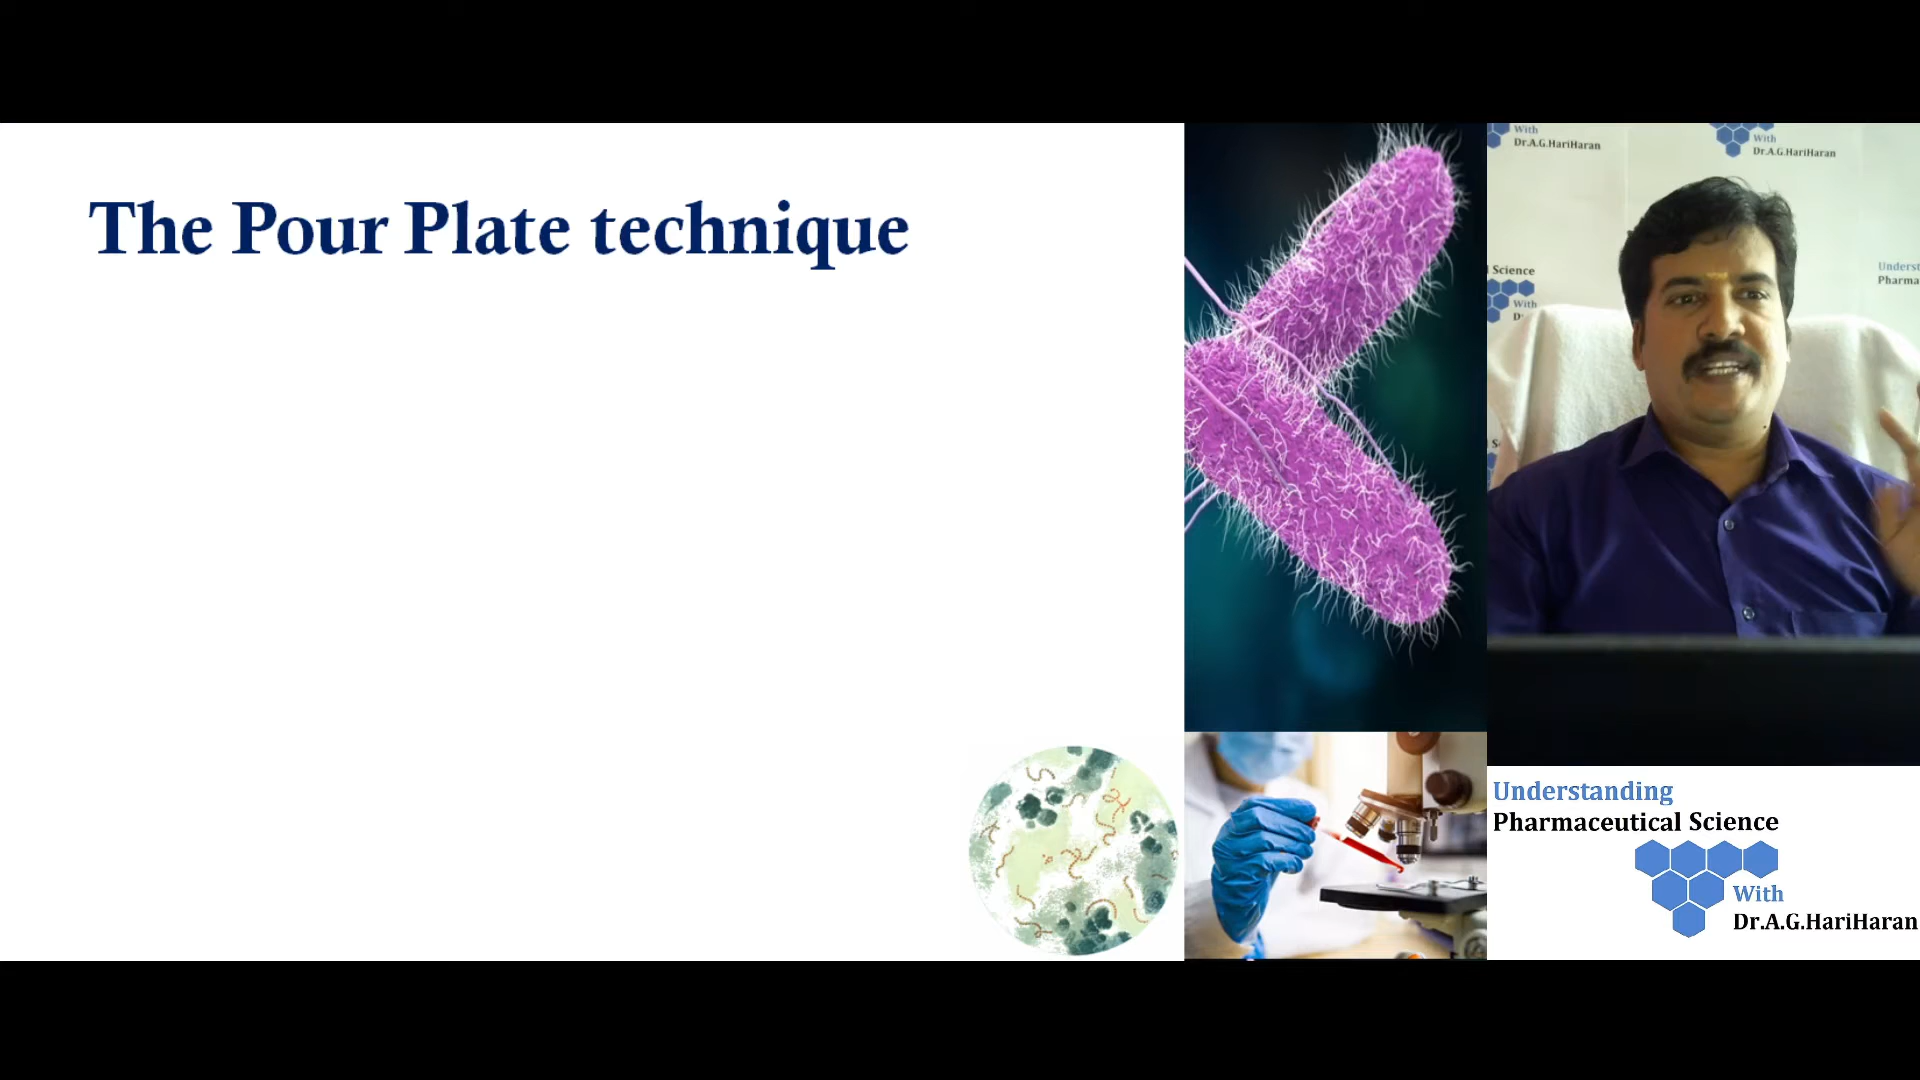 The Pour Plate technique
With
Dr.A.G.HariHaran
With
Dr.A.G.HariHaran
Science
With
Underst
Pharma
Understanding
Pharmaceutical Science
With
Dr.A.G.HariHaran